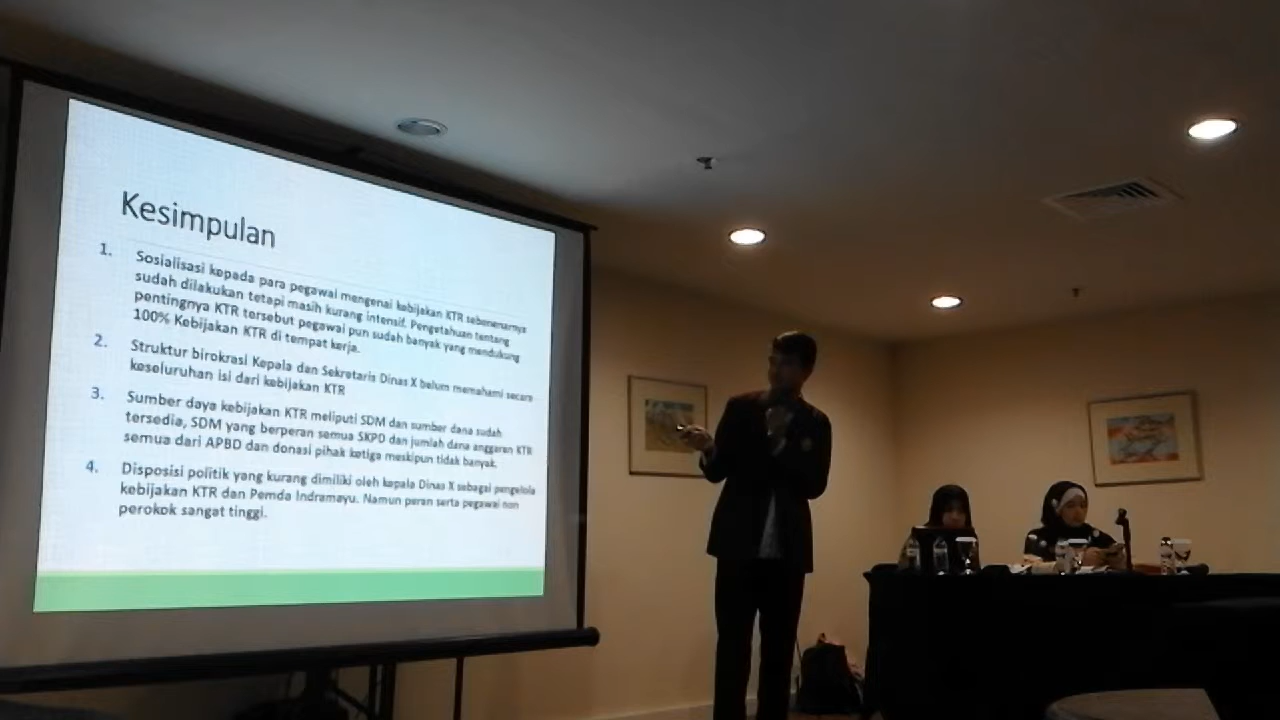 Kesimpulan
1. Sosialisasi kepada para pegawai mengenai kebijakan KTR sebenenarnya
sudah dilakukan tetapi masih kurang intensif. Pengetahuan tentang
pentingnya KTR tersebut pegawai pun sudah banyak yang mendukung
100% Kebijakan KTR di tempat kerja.
2. Struktur birokrasi Kepala dan Sekretaris Dinas X belum memahami secara
keseluruhan isi dari kebijakan KTR
3. Sumber daya kebijakan KTR meliputi SDM dan sumber dana sudah
tersedia, SDM yang berperan semua SKPD dan jumlah dana anggaran KTR
semua dari APBD dan donasi pihak ketiga meskipun tidak banyak.
4. Disposisi politik yang kurang dimiliki oleh kepala Dinas X sebagai pengelola
kebijakan KTR dan Pemda Indramayu. Namun peran serta pegawai non
perokok sangat tinggi.